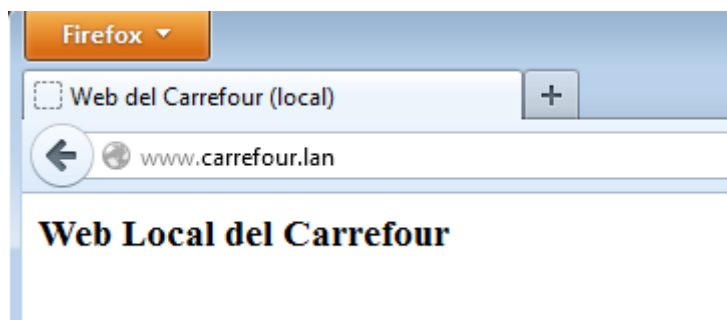 Firefox
Web del Carrefour (local)
www.carrefour.lan
Web Local del Carrefour